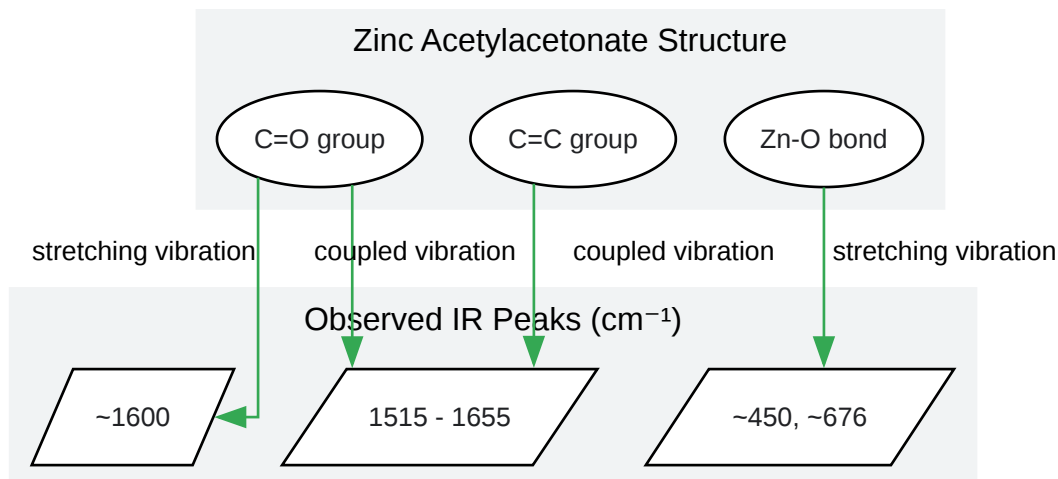 Zinc Acetylacetonate Structure
C=O group
C=C group
Zn-O bond
stretching vibration
coupled vibration
coupled vibration
stretching vibration
Observed IR Peaks (cm⁻¹)
~1600
1515 - 1655
~450, ~676